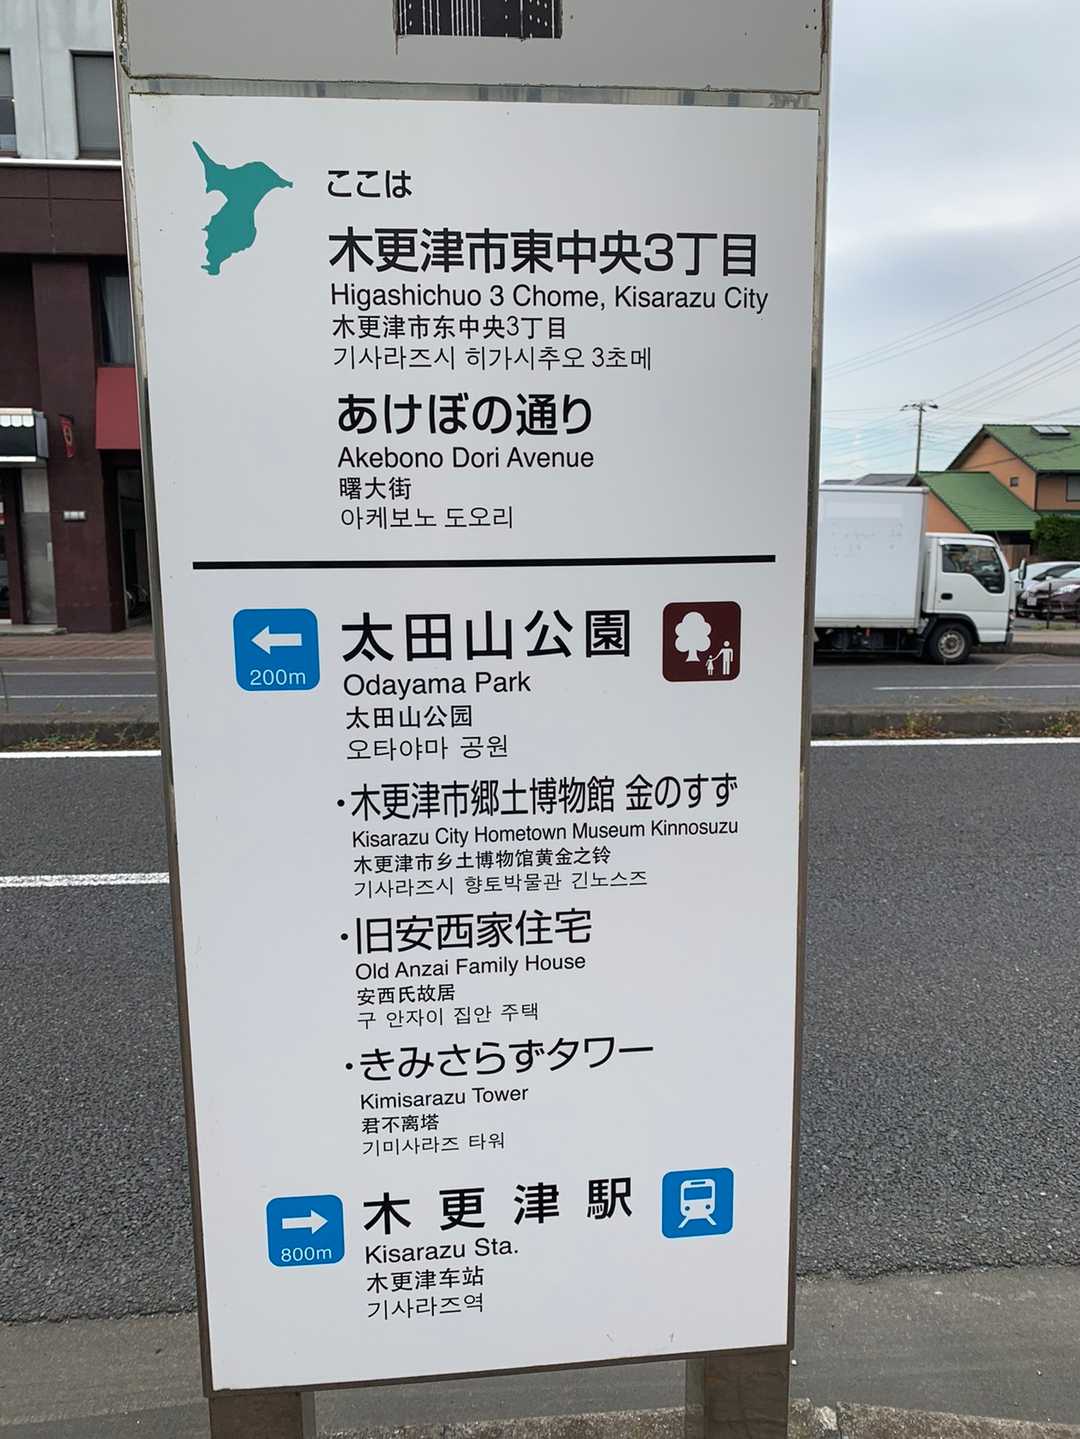 ここは
木更津市東中央3丁目
Higashichuo 3 Chome, Kisarazu City
木更津市东中央3丁目
기사라즈시 히가시추오 3초메
あけぼの通り
Akebono Dori Avenue
曙大街
아케보노 도오리
200m
太田山公園
Odayama Park
太田山公园
오타야마 공원
・木更津市郷土博物館 金のすず
Kisarazu City Hometown Museum Kinnosuzu
木更津市乡土博物馆黄金之铃
기사라즈시 향토박물관 긴노스즈
・旧安西家住宅
Old Anzai Family House
安西氏故居
구 안자이 집안 주택
・きみさらずタワー
Kimisarazu Tower
君不离塔
기미사라즈 타워
800m
木更津駅
Kisarazu Sta.
木更津车站
기사라즈역